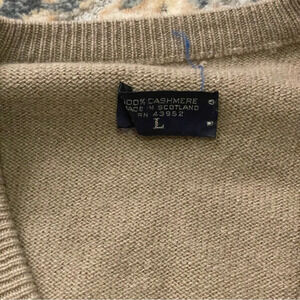 100% CASHMERE
MADE IN SCOTLAND
RN 43952
L